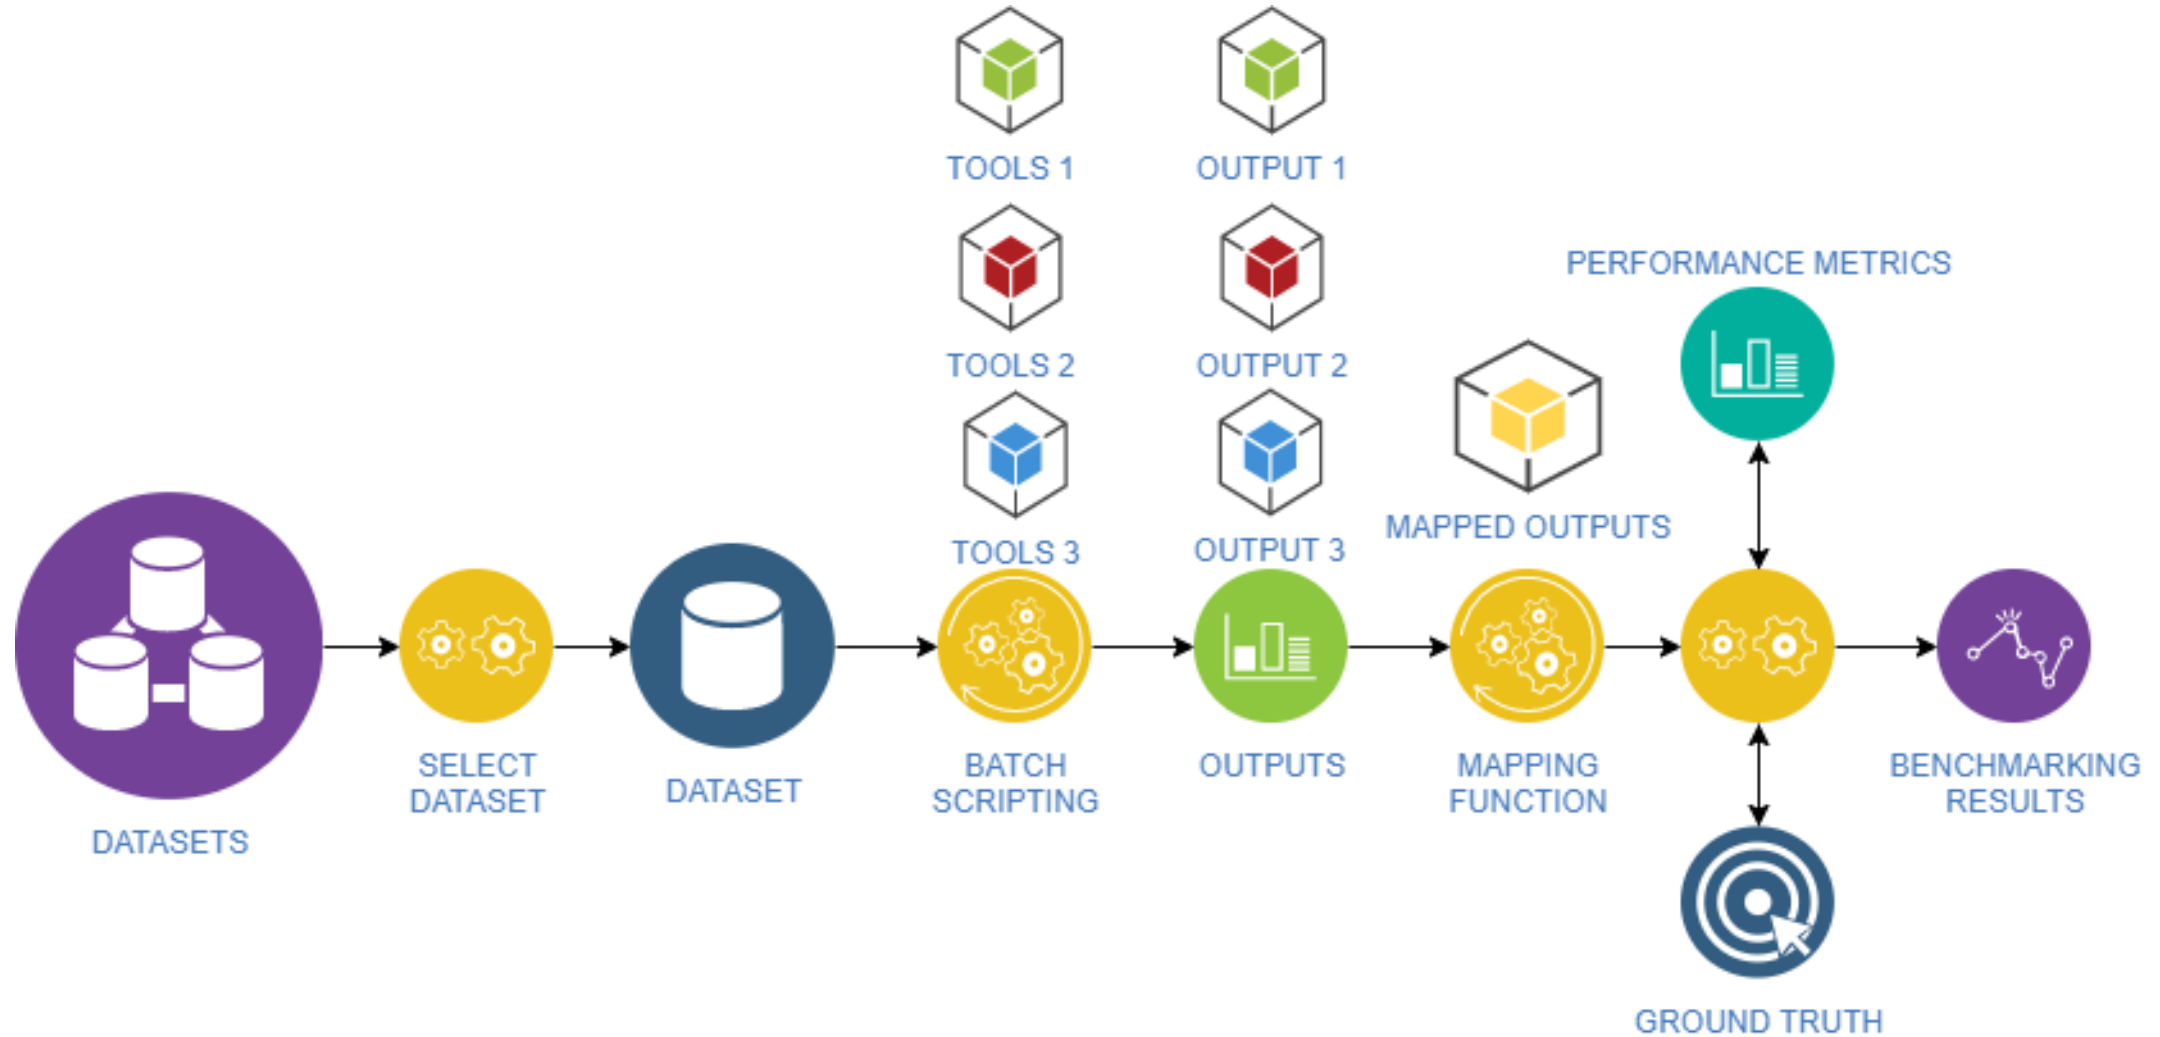 TOOLS 1
OUTPUT 1
TOOLS 2
OUTPUT 2
TOOLS 3
OUTPUT 3
PERFORMANCE METRICS
MAPPED OUTPUTS
DATASETS
SELECT
DATASET
DATASET
BATCH
SCRIPTING
OUTPUTS
MAPPING
FUNCTION
BENCHMARKING
RESULTS
GROUND TRUTH